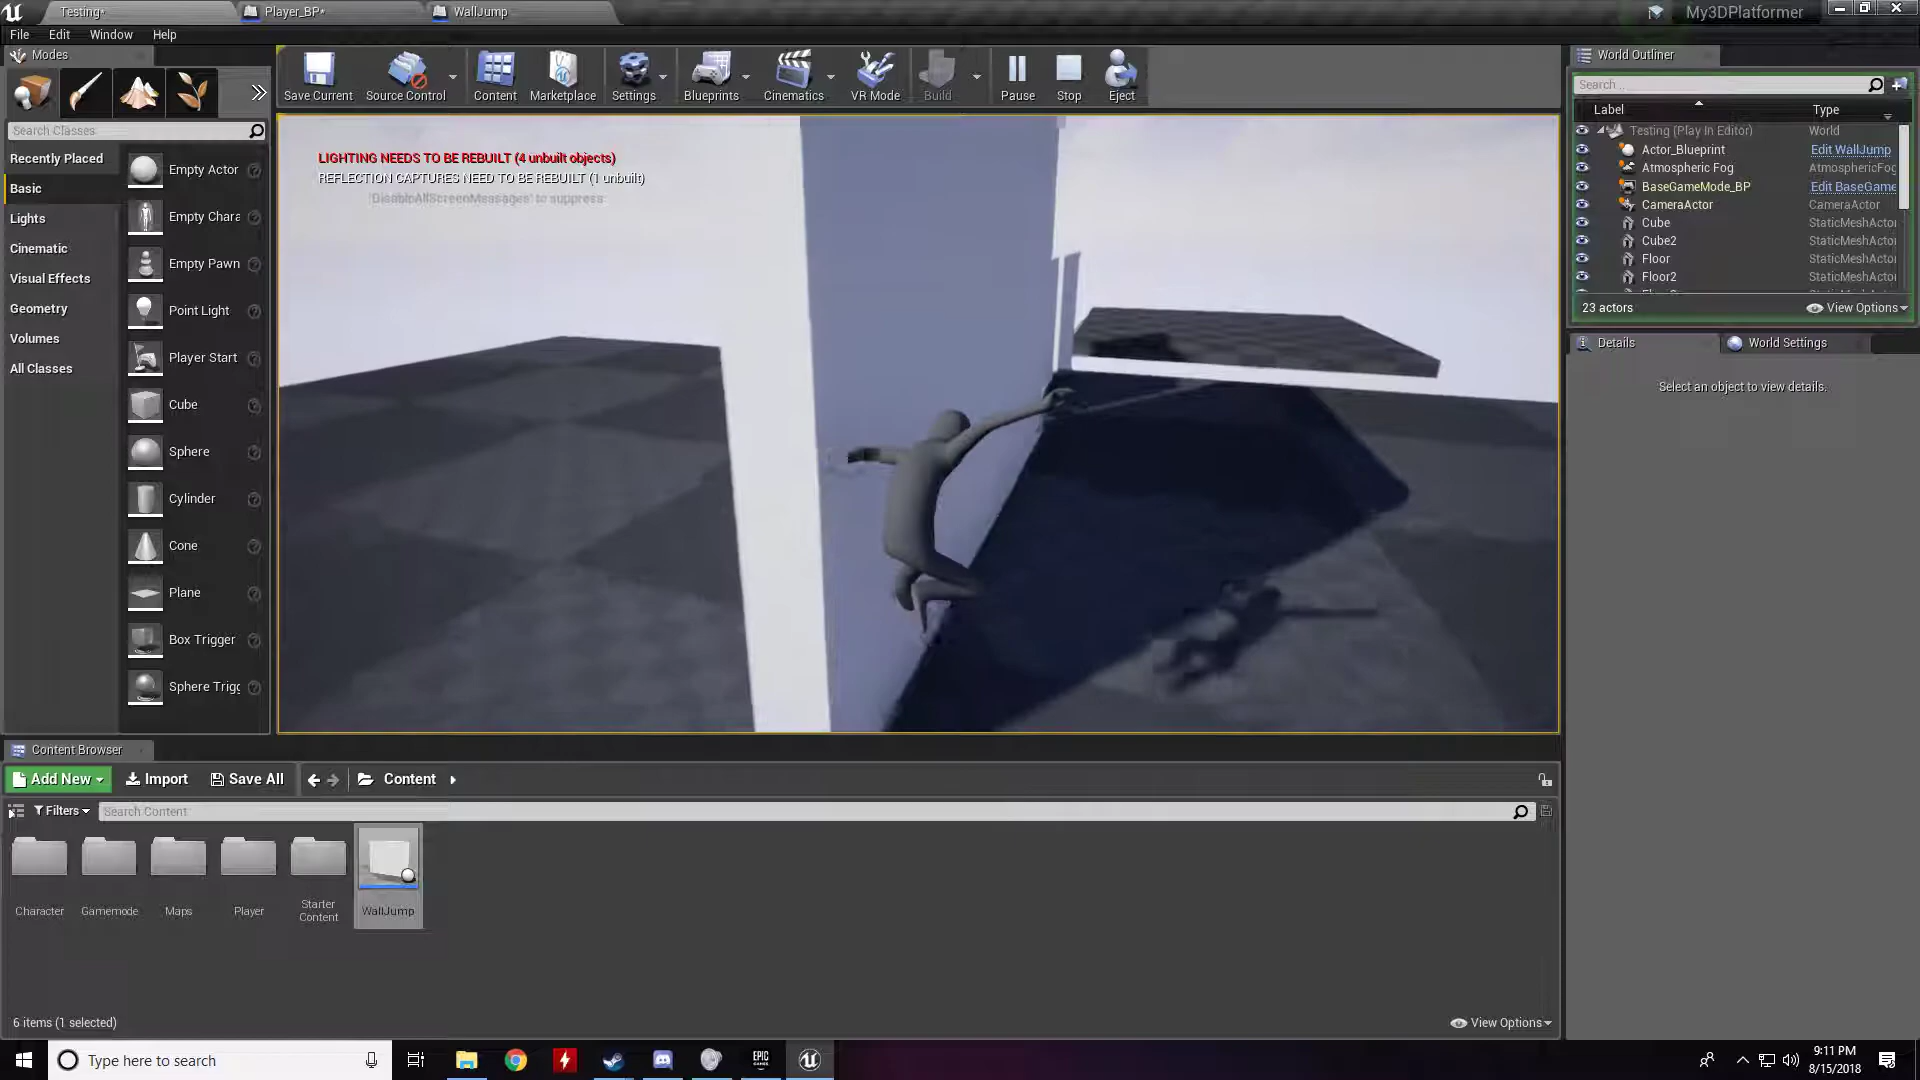 Testing*
Player_BP*
WallJump
My3DPlatformer
File Edit Window Help
Modes
Save Current
Source Control
Content
Marketplace
Settings
Blueprints
Cinematics
VR Mode
Build
Pause
Stop
Eject
Search Classes
Recently Placed
Basic
Lights
Cinematic
Visual Effects
Geometry
Volumes
All Classes
Empty Actor
Empty Chara
Empty Pawn
Point Light
Player Start
Cube
Sphere
Cylinder
Cone
Plane
Box Trigger
Sphere Trigg
LIGHTING NEEDS TO BE REBUILT (4 unbuilt objects)
REFLECTION CAPTURES NEED TO BE REBUILT (1 unbuilt)
'DisableAllScreenMessages' to suppress
World Outliner
Search ..
Label Type
Testing (Play In Editor) World
Actor_Blueprint Edit WallJump
Atmospheric Fog AtmosphericFog
BaseGameMode_BP Edit BaseGame
CameraActor CameraActor
Cube StaticMeshActor
Cube2 StaticMeshActor
Floor StaticMeshActor
Floor2 StaticMeshActor
23 actors View Options
Details World Settings
Select an object to view details.
Content Browser
Add New Import Save All Content
Filters Search Content
Character
Gamemode
Maps
Player
Starter
Content
WallJump
6 items (1 selected) View Options
Type here to search
EPIC
GAMES
9:11 PM
8/15/2018